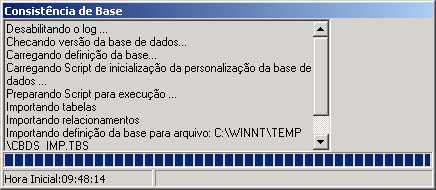 Consistência de Base
Desabilitando o log ...
Checando versão da base de dados...
Carregando definição da base...
Carregando Script de inicialização da personalização da base de
dados ...
Preparando Script para execução ...
Importando tabelas
Importando relacionamentos
Importando definição da base para arquivo: C:\WINNT\TEMP
\CBDS_IMP.TBS
Hora Inicial:09:48:14